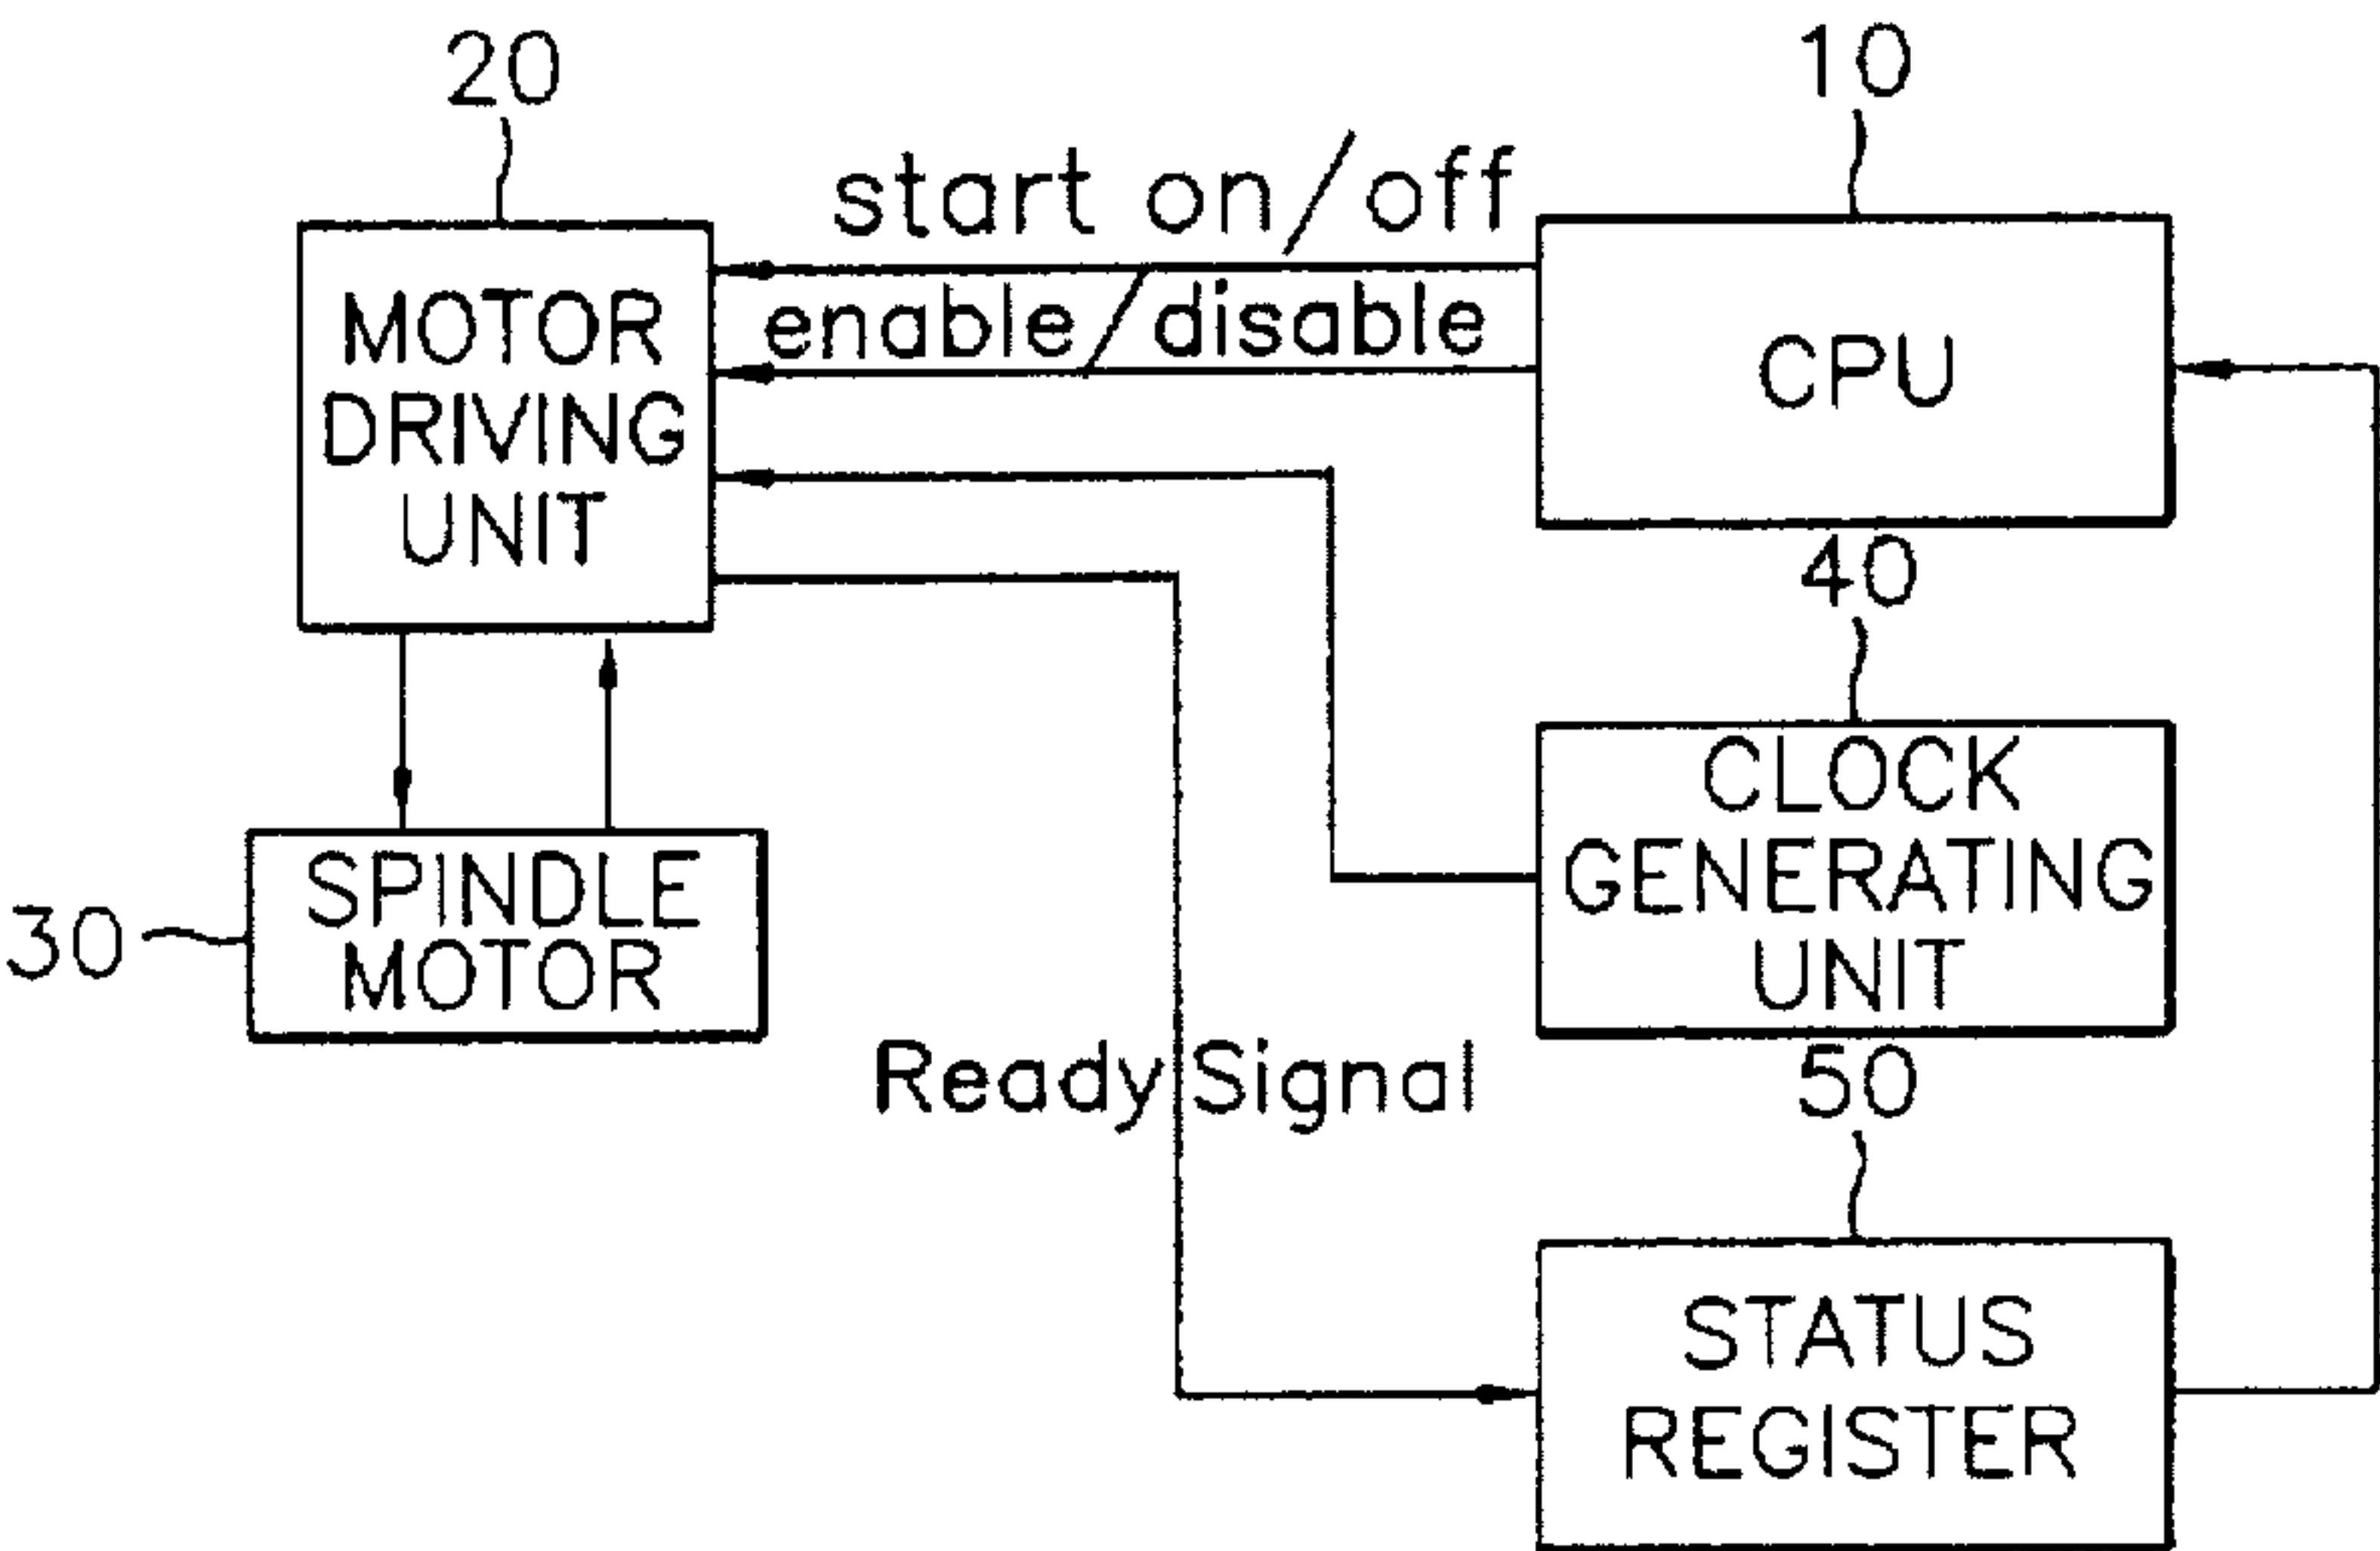 20
10
start on/off
enable/disable
MOTOR
DRIVING
UNIT
CPU
40
CLOCK
GENERATING
UNIT
30
SPINDLE
MOTOR
Ready Signal
50
STATUS
REGISTER